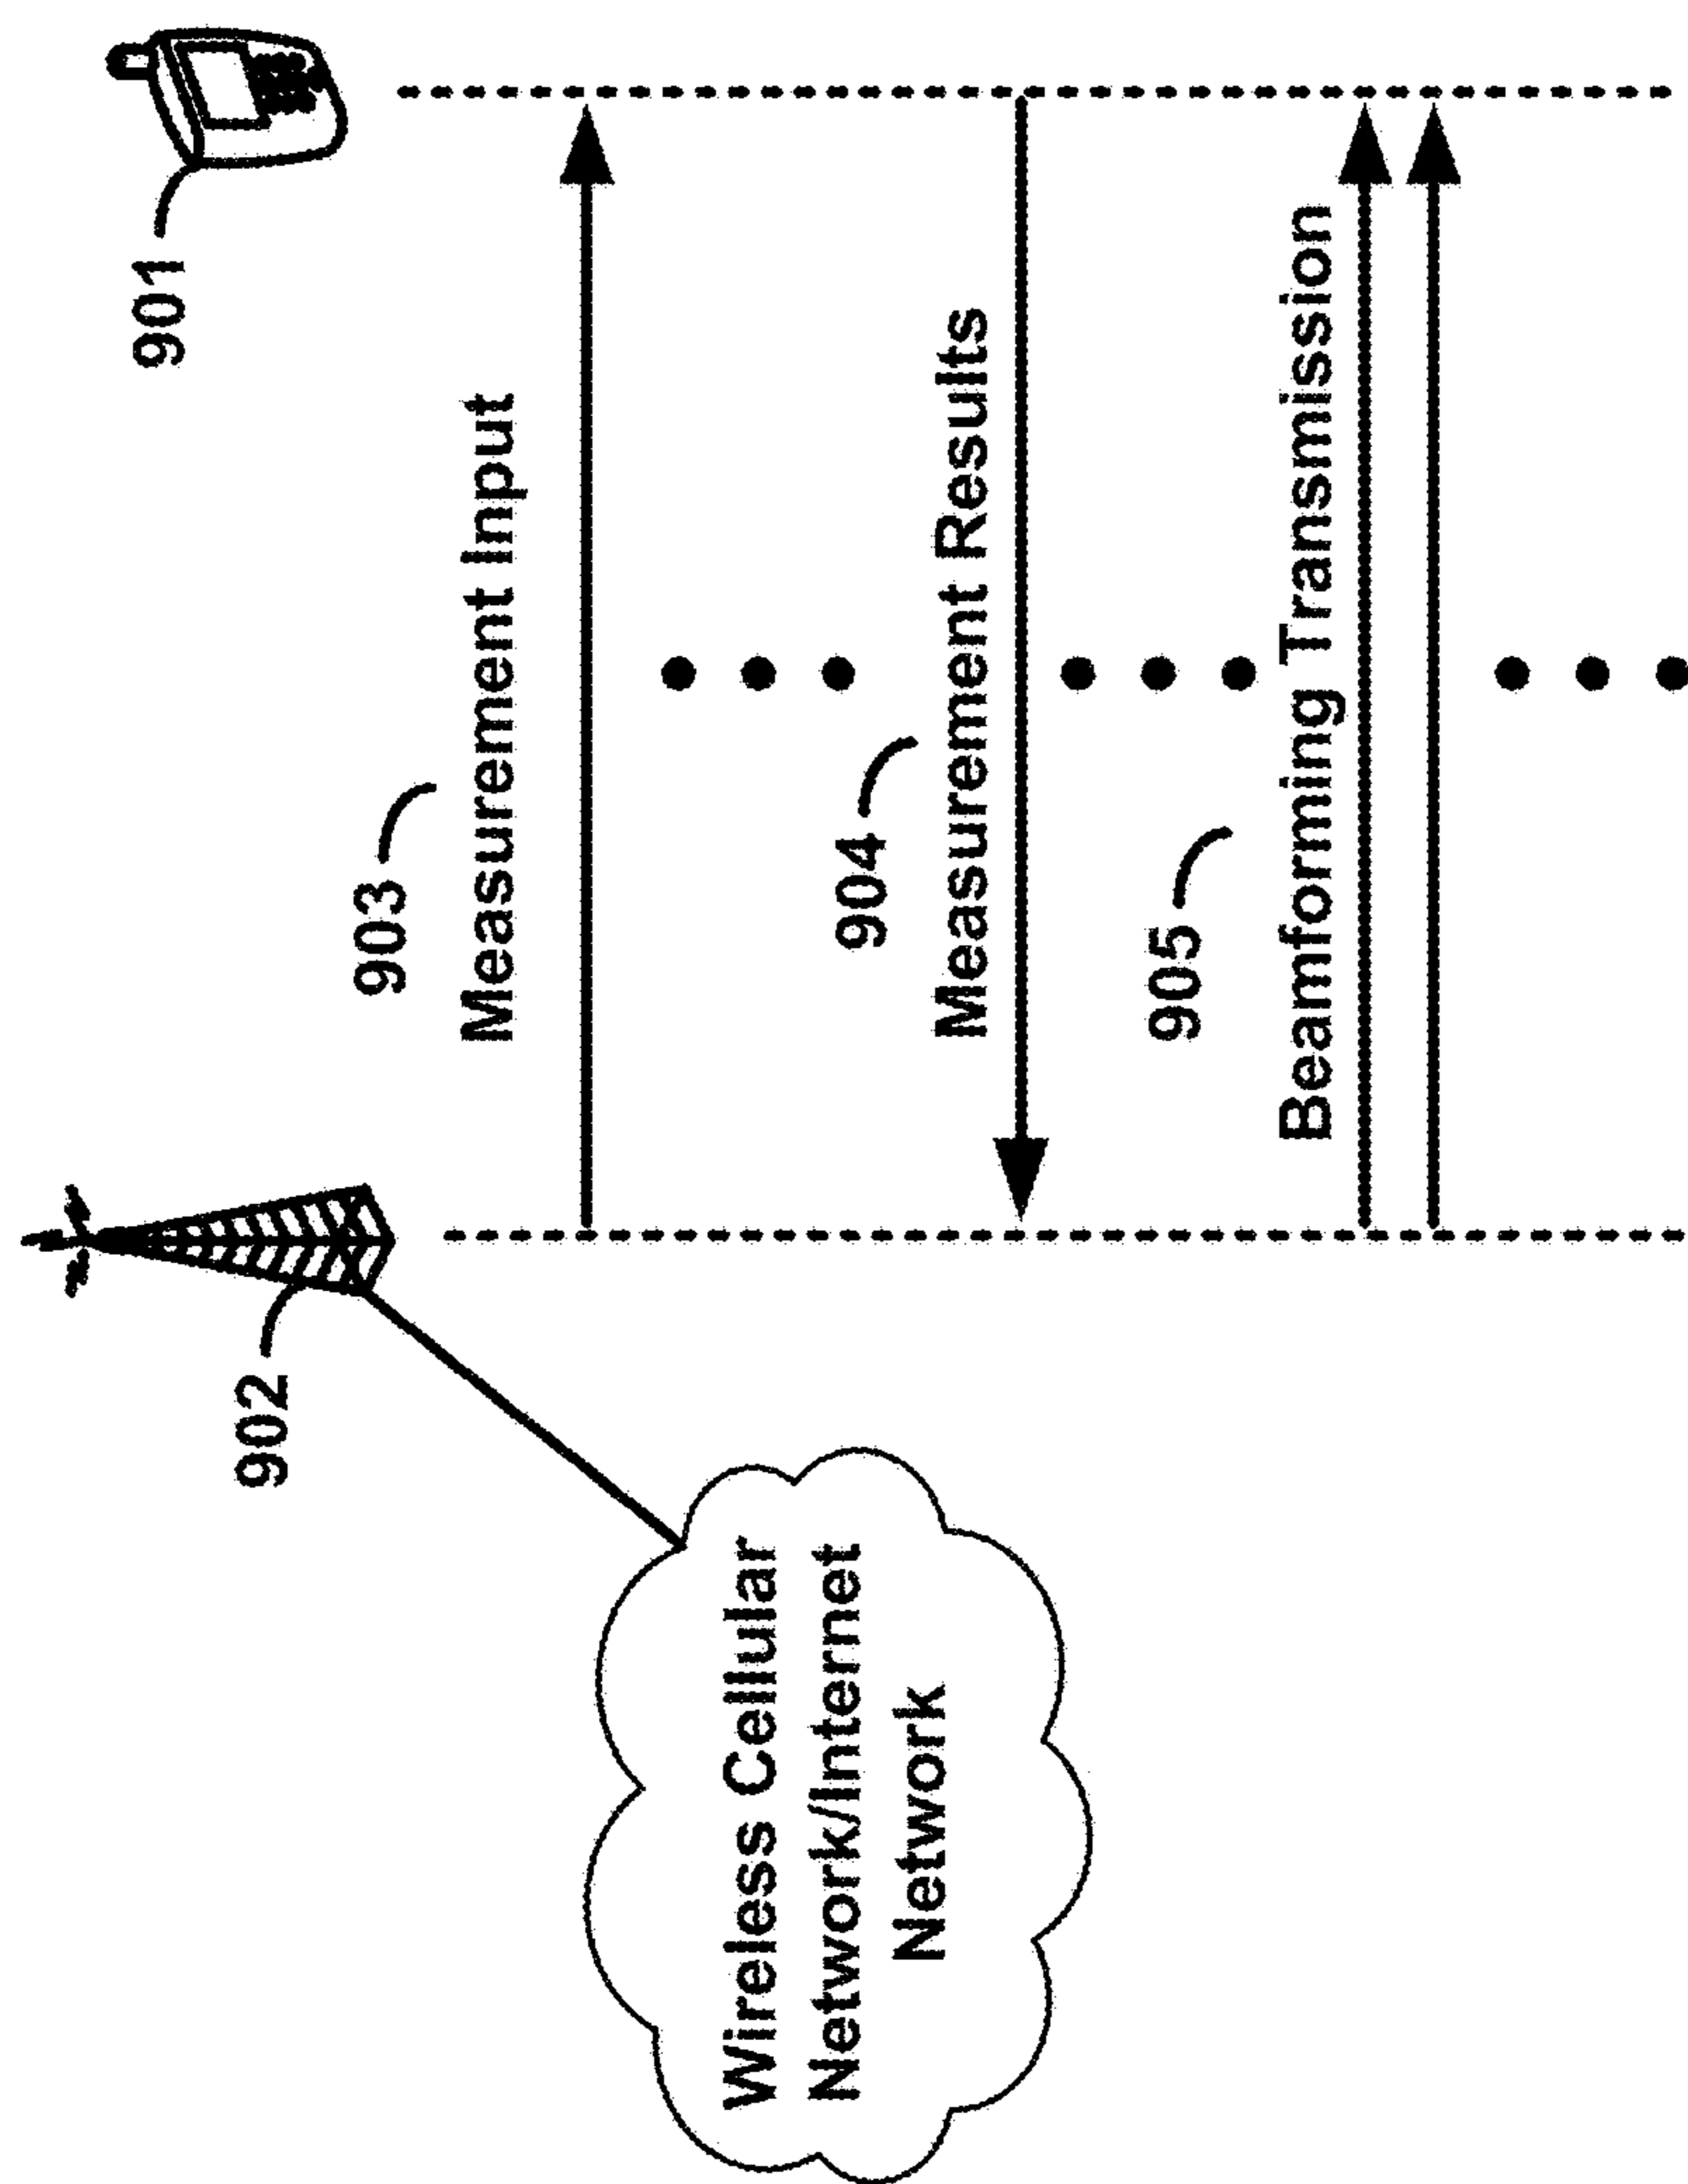 901
902
903
Measurement Input
Wireless Cellular
Network/Internet
Network
904
Measurement Results
905
Beamforming Transmission